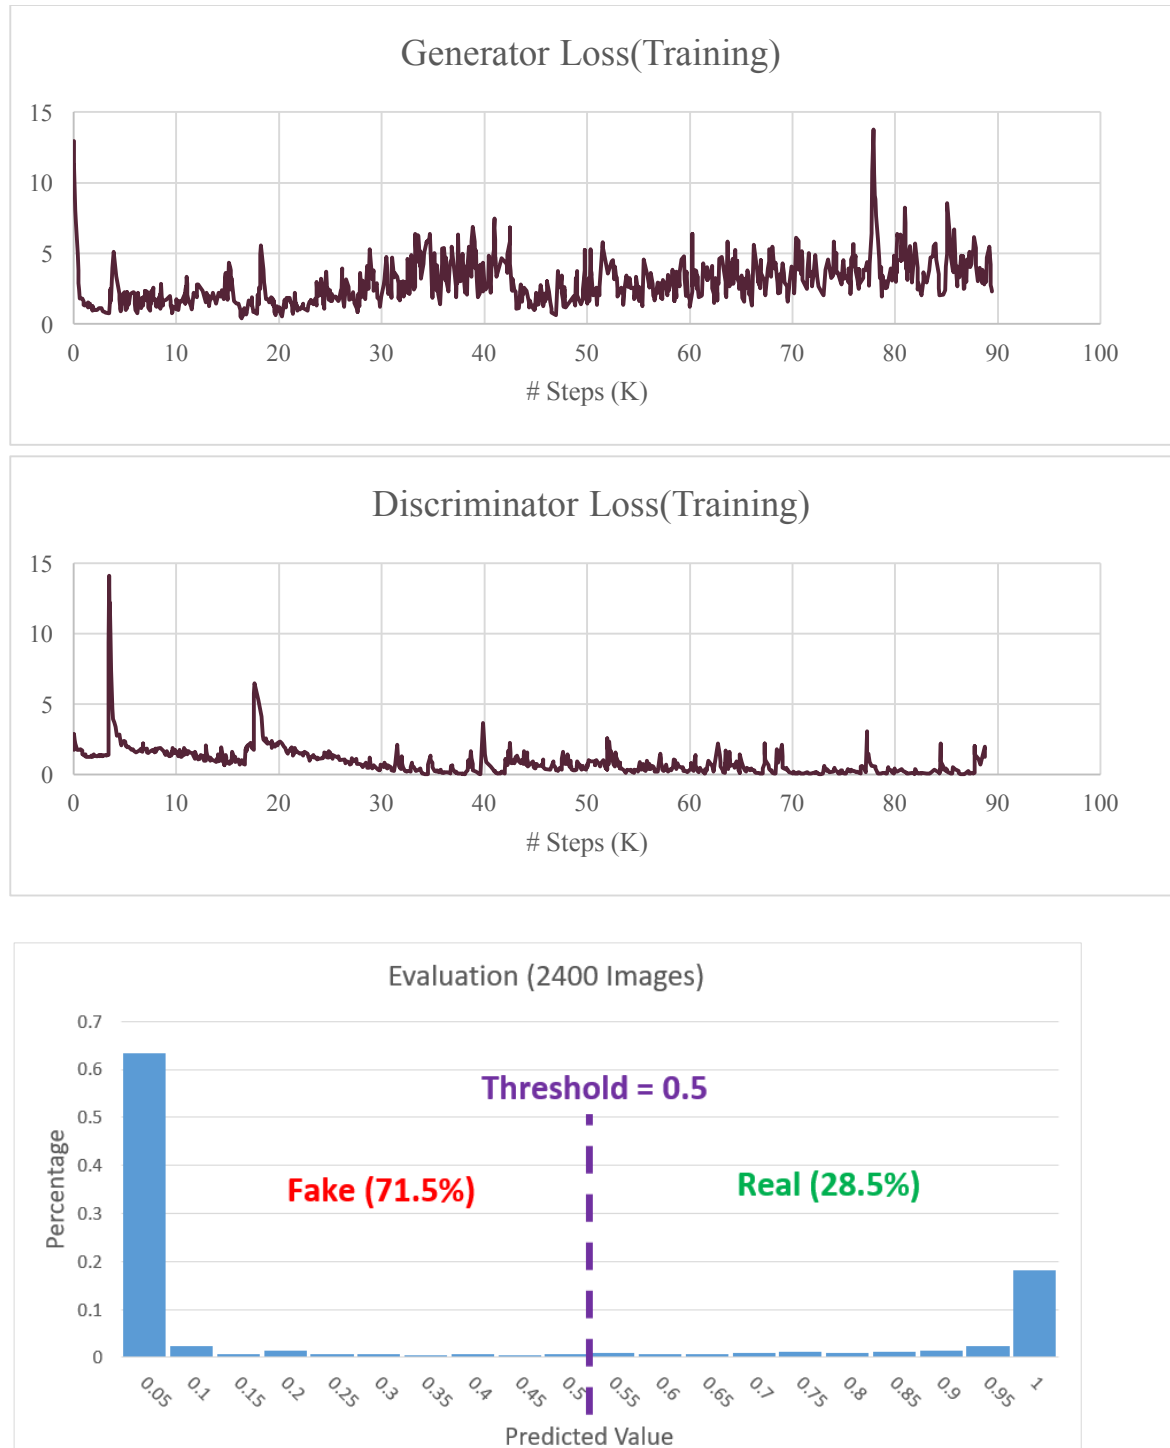 Generator Loss(Training)
15
10
5
0
0 10 20 30 40 50 60 70 80 90 100
# Steps (K)
Discriminator Loss(Training)
15
10
5
0
0 10 20 30 40 50 60 70 80 90 100
# Steps (K)
Evaluation (2400 Images)
0.7
0.6
0.5
0.4
0.3
0.2
0.1
0
Percentage
Threshold = 0.5
Fake (71.5%)
Real (28.5%)
0.05 0.1 0.15 0.2 0.25 0.3 0.35 0.4 0.45 0.5 0.55 0.6 0.65 0.7 0.75 0.8 0.85 0.9 0.95 1
Predicted Value